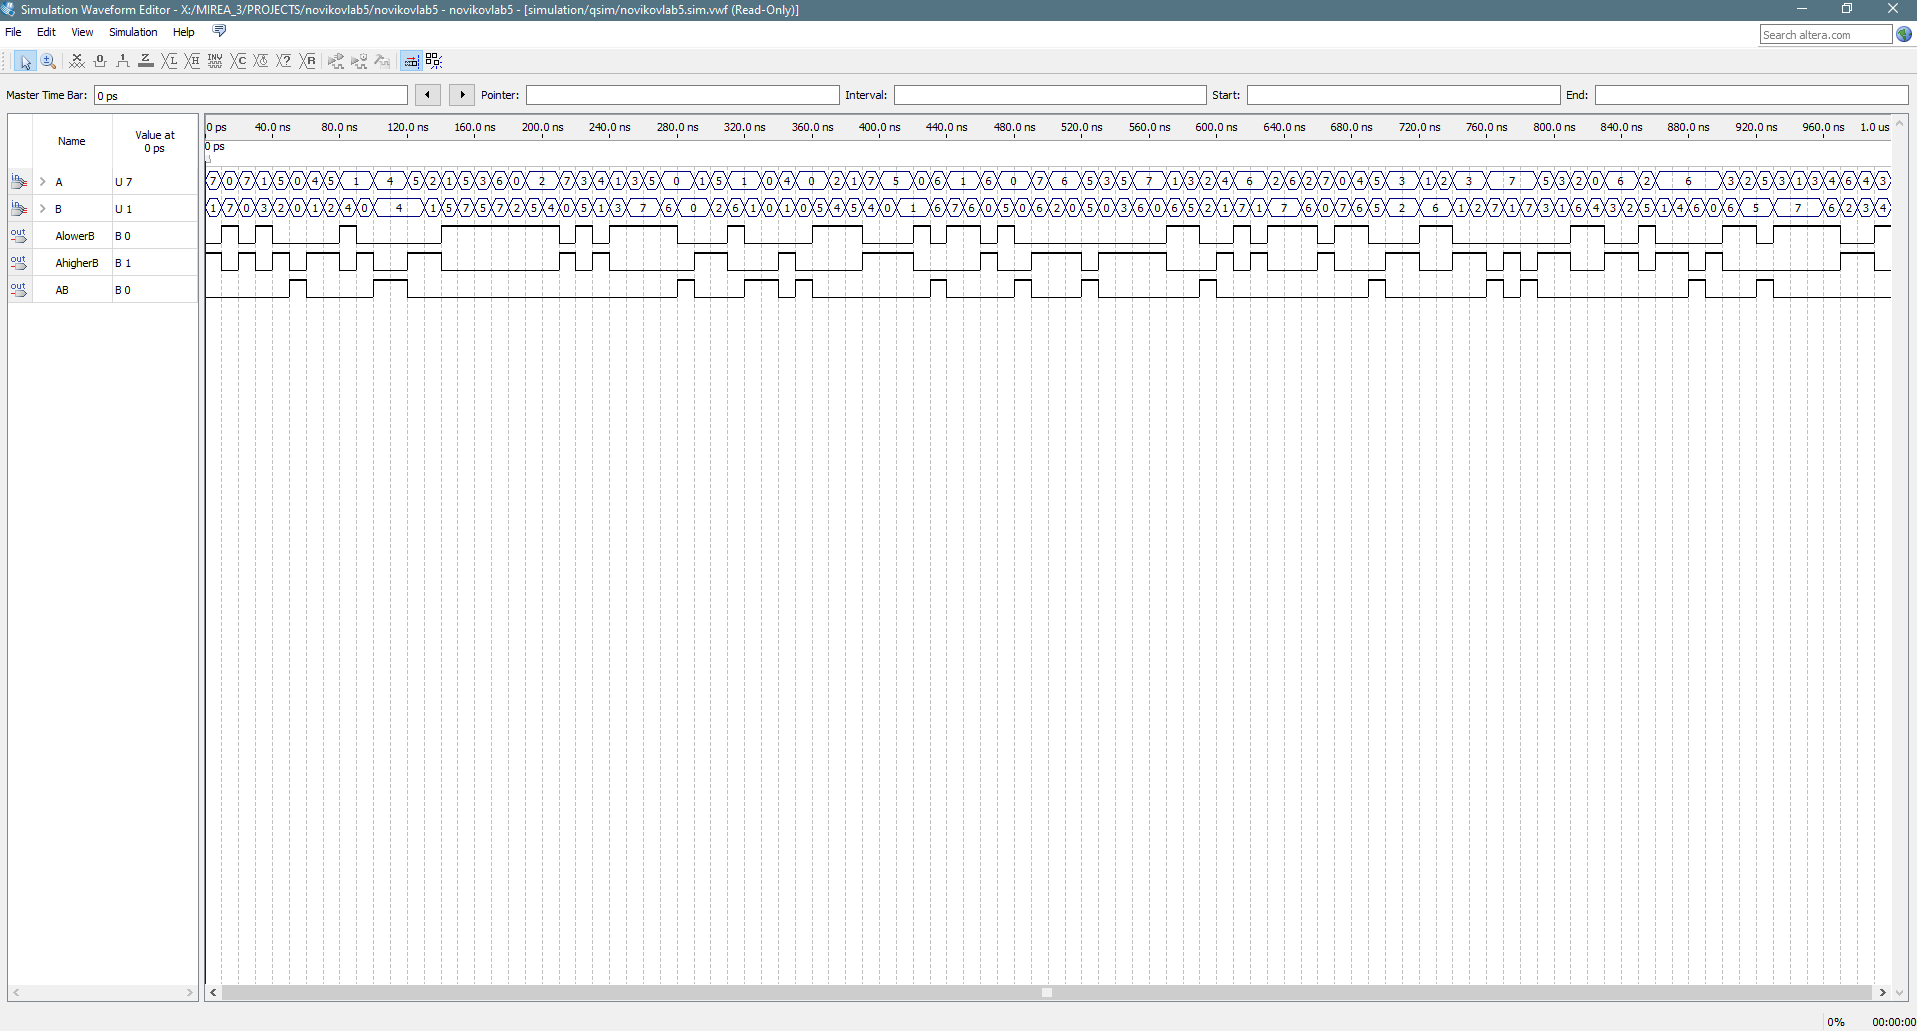 Simulation Waveform Editor - X:/MIREA_3/PROJECTS/novikovlab5/novikovlab5 - novikovlab5 - [simulation/qsim/novikovlab5.sim.vwf (Read-Only)]
File Edit View Simulation Help
Search altera.com
Master Time Bar: 0 ps Pointer: Interval: Start: End:
Name Value at 0 ps
0 ps 40.0 ns 80.0 ns 120.0 ns 160.0 ns 200.0 ns 240.0 ns 280.0 ns 320.0 ns 360.0 ns 400.0 ns 440.0 ns 480.0 ns 520.0 ns 560.0 ns 600.0 ns 640.0 ns 680.0 ns 720.0 ns 760.0 ns 800.0 ns 840.0 ns 880.0 ns 920.0 ns 960.0 ns 1.0 us
0 ps
A U 7 7 0 7 1 5 0 4 5 1 4 5 2 1 5 3 6 0 2 7 3 4 1 3 5 0 1 5 1 0 4 0 2 1 7 5 0 6 1 6 0 7 6 5 3 5 7 1 3 2 4 6 2 6 2 7 0 4 5 3 1 2 3 7 5 3 2 0 6 2 6 3 2 5 3 1 3 4 6 4 3
B U 1 1 7 0 3 2 0 1 2 4 0 4 1 5 7 5 7 2 5 4 0 5 1 3 7 6 0 2 6 1 0 1 0 5 4 5 4 0 1 6 7 6 0 5 0 6 2 0 5 0 3 6 0 6 5 2 1 7 1 7 6 0 7 6 5 2 6 1 2 7 1 7 3 1 6 4 3 2 5 1 4 6 0 6 5 7 6 2 3 4
AlowerB B 0
AhigherB B 1
AB B 0
0% 00:00:00